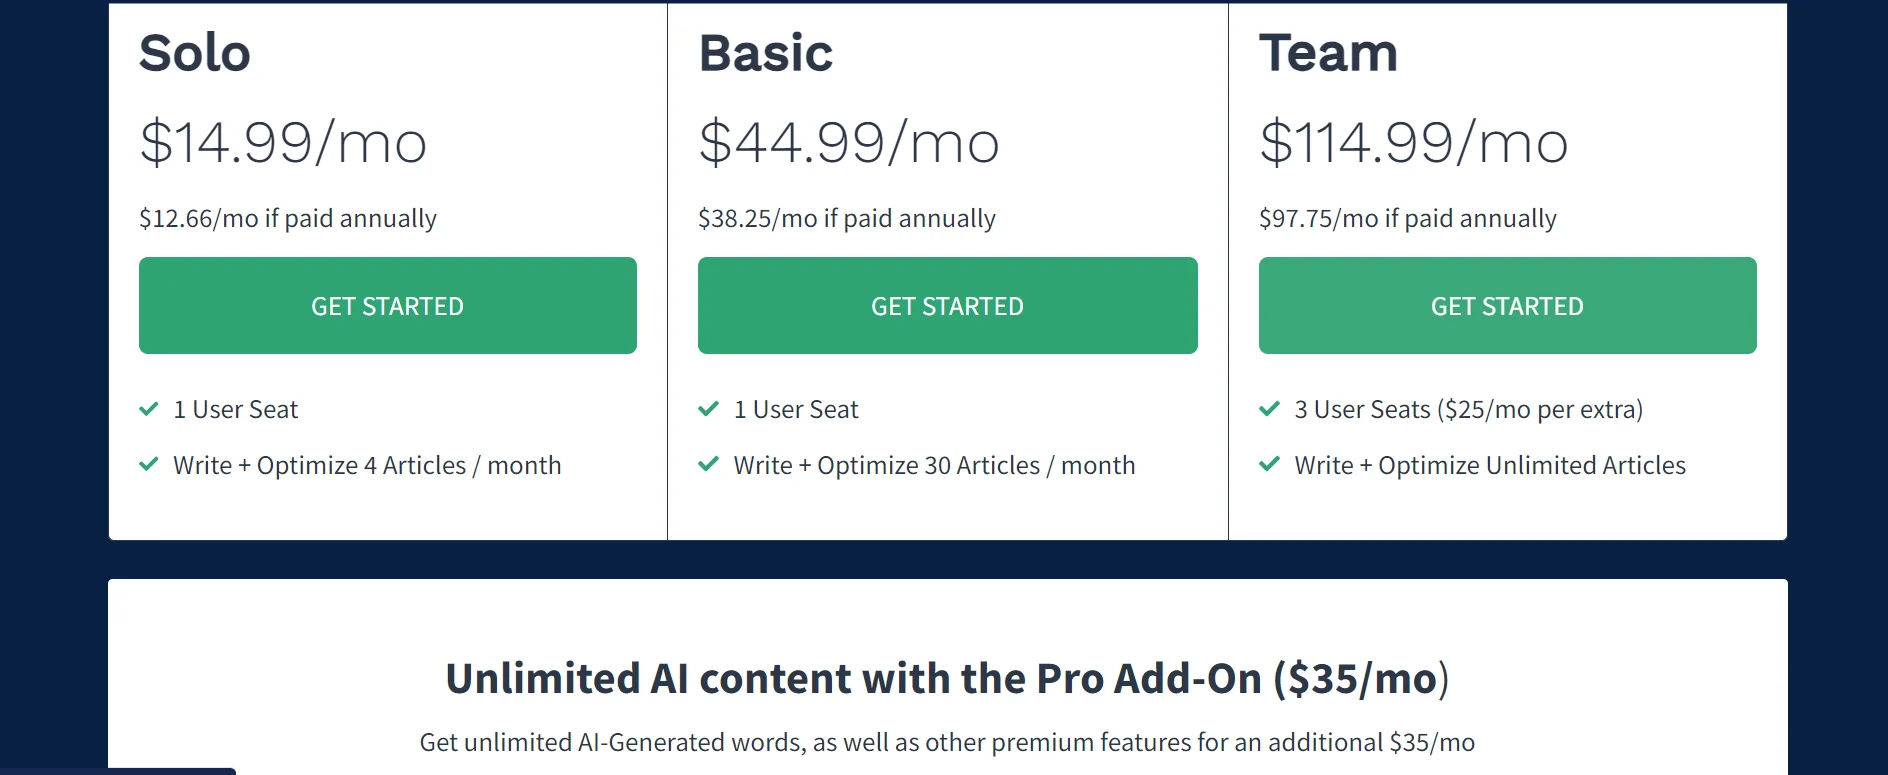 Solo
$14.99/mo
$12.66/mo if paid annually
GET STARTED
1 User Seat
Write + Optimize 4 Articles / month
Basic
$44.99/mo
$38.25/mo if paid annually
GET STARTED
1 User Seat
Write + Optimize 30 Articles / month
Team
$114.99/mo
$97.75/mo if paid annually
GET STARTED
3 User Seats ($25/mo per extra)
Write + Optimize Unlimited Articles
Unlimited AI content with the Pro Add-On ($35/mo)
Get unlimited AI-Generated words, as well as other premium features for an additional $35/mo